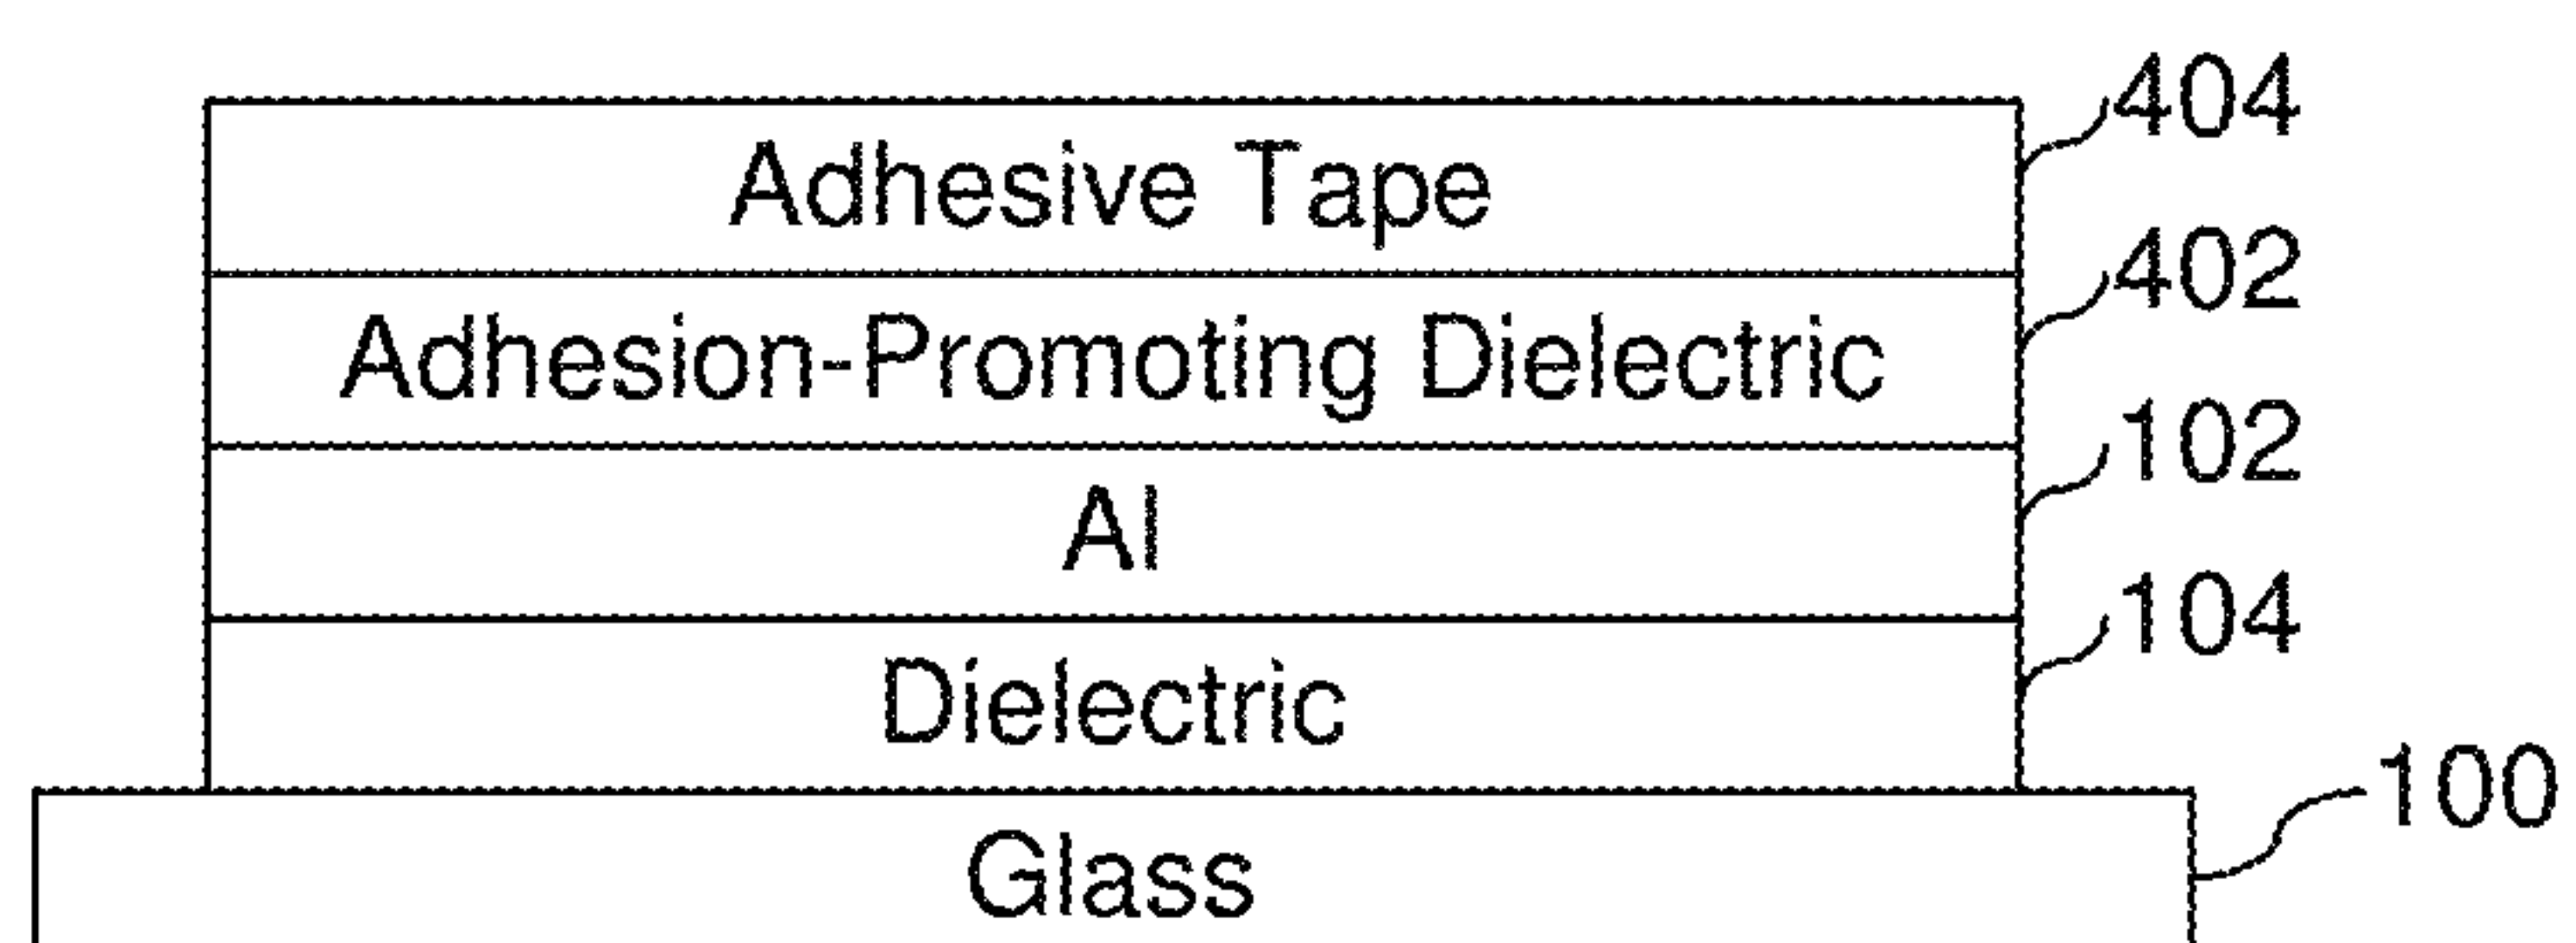 Adhesive Tape 404
Adhesion-Promoting Dielectric 402
Al 102
Dielectric 104
Glass 100